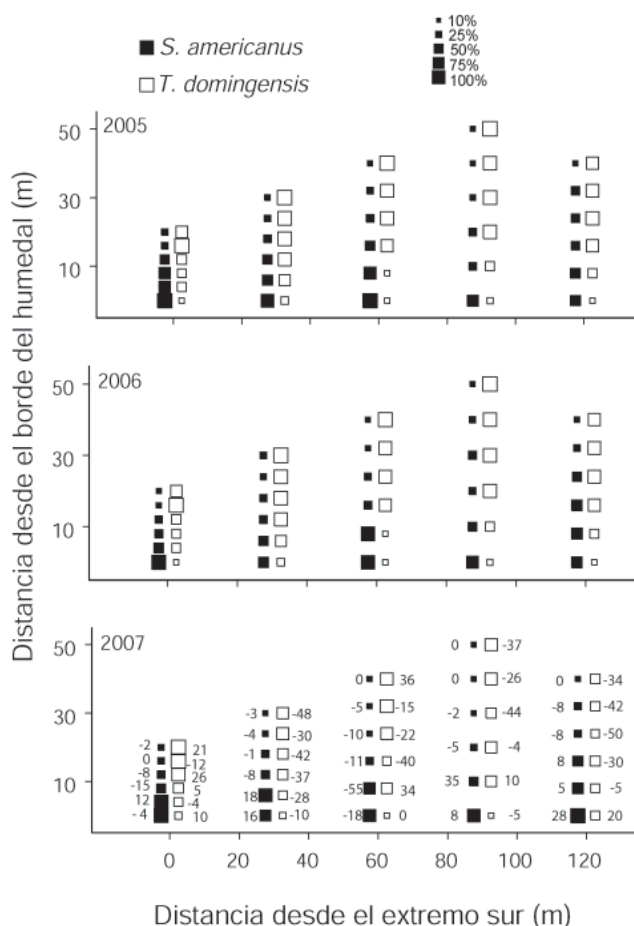 S. americanus
T. domingensis
10%
25%
50%
75%
100%
Distancia desde el borde del humedal (m)
2005
50
30
10
2006
50
30
10
2007
50
30
10
0 -37
0 36 0 -26 0 -34
-3 -48 -5 -15 -2 -44 -8 -42
-4 -30 -10 -22 -8 -50
-2 21 -1 -42 -5 -4
0 -12 -11 -40 8 -30
-8 26 -8 -37 35 10
-15 5 18 -28 -55 34 5 -5
12 -4
-4 10 16 -10 -18 0 8 -5 28 20
0 20 40 60 80 100 120
Distancia desde el extremo sur (m)